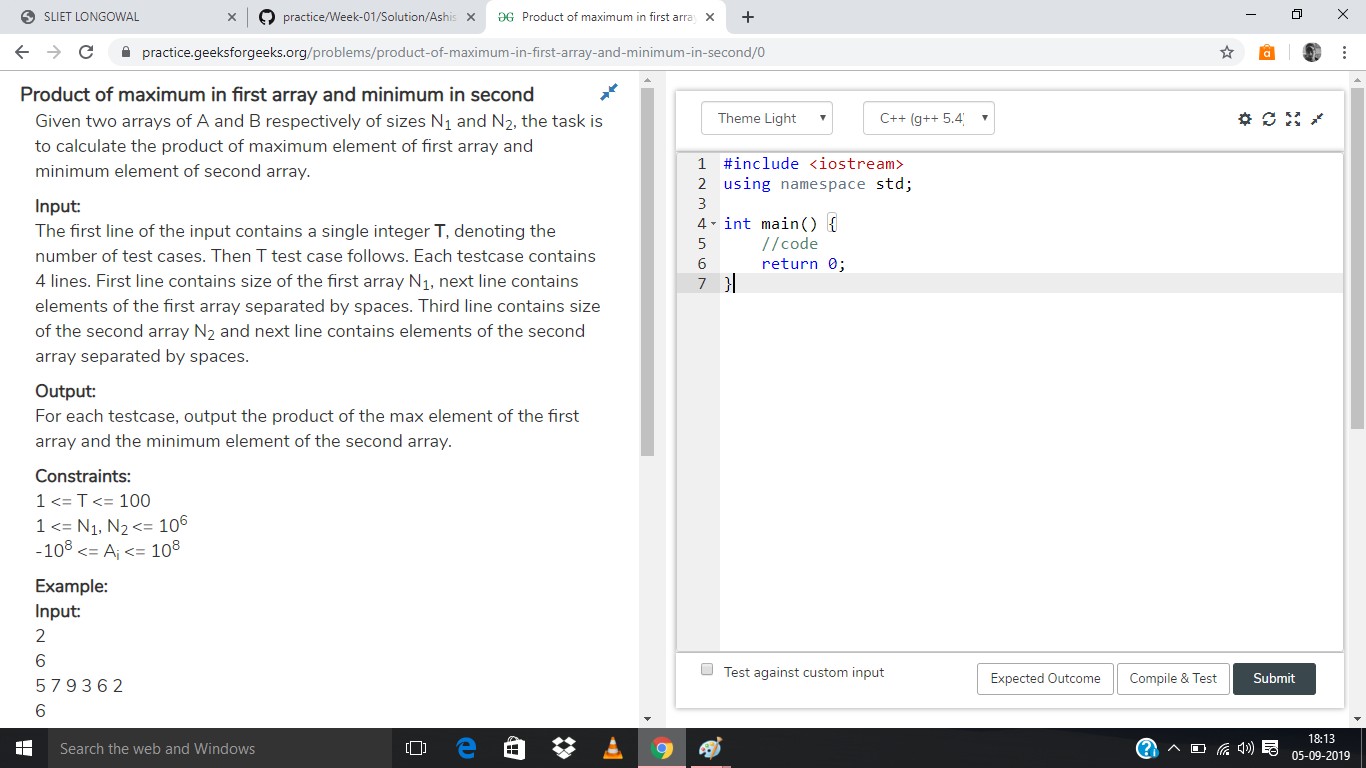 SLIET LONGOWAL
practice/Week-01/Solution/Ashis
Product of maximum in first array
practice.geeksforgeeks.org/problems/product-of-maximum-in-first-array-and-minimum-in-second/0
Product of maximum in first array and minimum in second
Given two arrays of A and B respectively of sizes N1 and N2, the task is
to calculate the product of maximum element of first array and
minimum element of second array.
Input:
The first line of the input contains a single integer T, denoting the
number of test cases. Then T test case follows. Each testcase contains
4 lines. First line contains size of the first array N1, next line contains
elements of the first array separated by spaces. Third line contains size
of the second array N2 and next line contains elements of the second
array separated by spaces.
Output:
For each testcase, output the product of the max element of the first
array and the minimum element of the second array.
Constraints:
1 <= T <= 100
1 <= N1, N2 <= 10^6
-10^8 <= Ai <= 10^8
Example:
Input:
2
6
5 7 9 3 6 2
6
Theme Light
C++ (g++ 5.4)
1 #include <iostream>
2 using namespace std;
3
4 int main() {
5 //code
6 return 0;
7 }
Test against custom input
Expected Outcome
Compile & Test
Submit
Search the web and Windows
18:13
05-09-2019